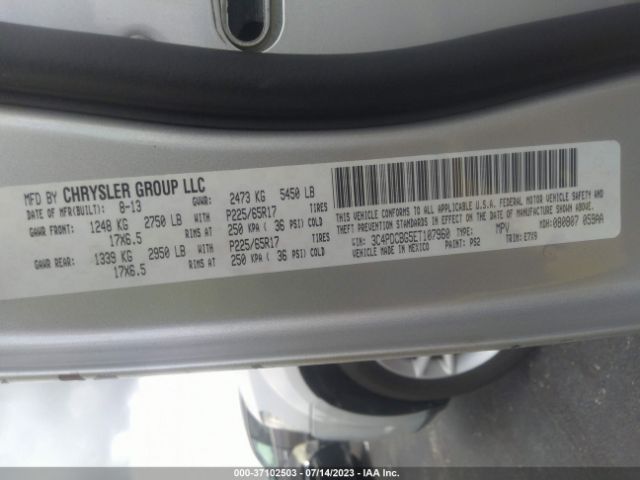 MFD BY CHRYSLER GROUP LLC
DATE OF MFR(BUILT): 8-13 GVWR: 2473 KG 5450 LB
GAWR FRONT: 1248 KG 2750 LB WITH P225/65R17 TIRES
17X6.5 RIMS AT 250 KPA ( 36 PSI) COLD
GAWR REAR: 1339 KG 2950 LB WITH P225/65R17 TIRES
17X6.5 RIMS AT 250 KPA ( 36 PSI) COLD
THIS VEHICLE CONFORMS TO ALL APPLICABLE U.S.A. FEDERAL MOTOR VEHICLE SAFETY, BUMPER, AND
THEFT PREVENTION STANDARDS IN EFFECT ON THE DATE OF MANUFACTURE SHOWN ABOVE.
VIN: 3C4PDCBG5ET107960 TYPE: MPV MDH: 080807 059AA
VEHICLE MADE IN MEXICO PAINT: PS2 TRIM: E7X9
000-37102503 / 07/14/2023 - IAA Inc.